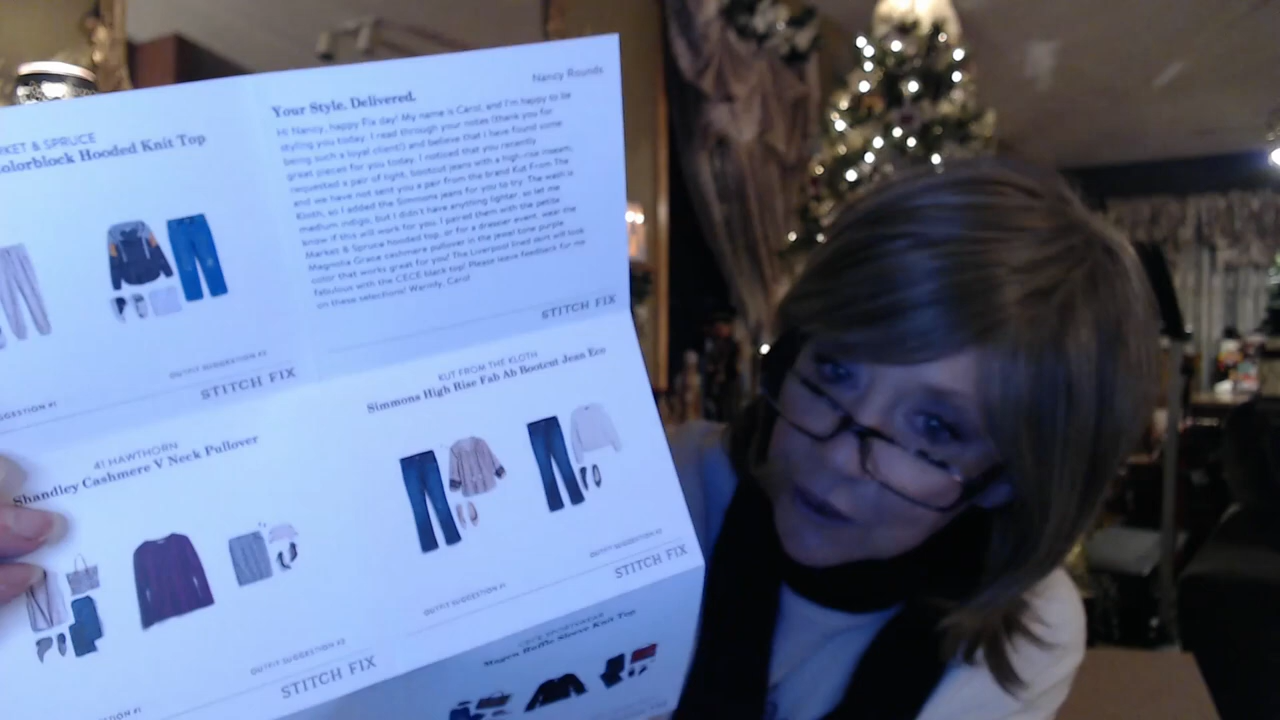 Nancy Rounds
Your Style. Delivered.
Hi Nancy, happy Fix day! My name is Carol, and I'm happy to be
styling you today. I read through your notes (thank you for
being such a loyal client!) and believe that I have found some
great pieces for you today. I noticed that you recently
requested a pair of light, bootcut jeans with a high-rise inseam,
and we have not sent you a pair from the brand Kut From The
Kloth, so I added the Simmons jeans for you to try. The wash is
medium indigo, but I didn't have anything lighter, so let me
know if this will work for you. I paired them with the petite
Market & Spruce hooded top, or for a dressier event, wear the
Magnolia Grace cashmere pullover in the jewel tone purple
color that works great for you! The Liverpool lined skirt will look
fabulous with the CECE black top! Please leave feedback for me
on these selections! Warmly, Carol
STITCH FIX
RKET & SPRUCE
olorblock Hooded Knit Top
OUTFIT SUGGESTION #2
GGESTION #1
STITCH FIX
KUT FROM THE KLOTH
Simmons High Rise Fab Ab Bootcut Jean Eco
OUTFIT SUGGESTION #1
OUTFIT SUGGESTION #2
STITCH FIX
41 HAWTHORN
Shandley Cashmere V Neck Pullover
OUTFIT SUGGESTION #2
STITCH FIX
CECE SPORTSWEAR
Magen Ruffle Sleeve Knit Top